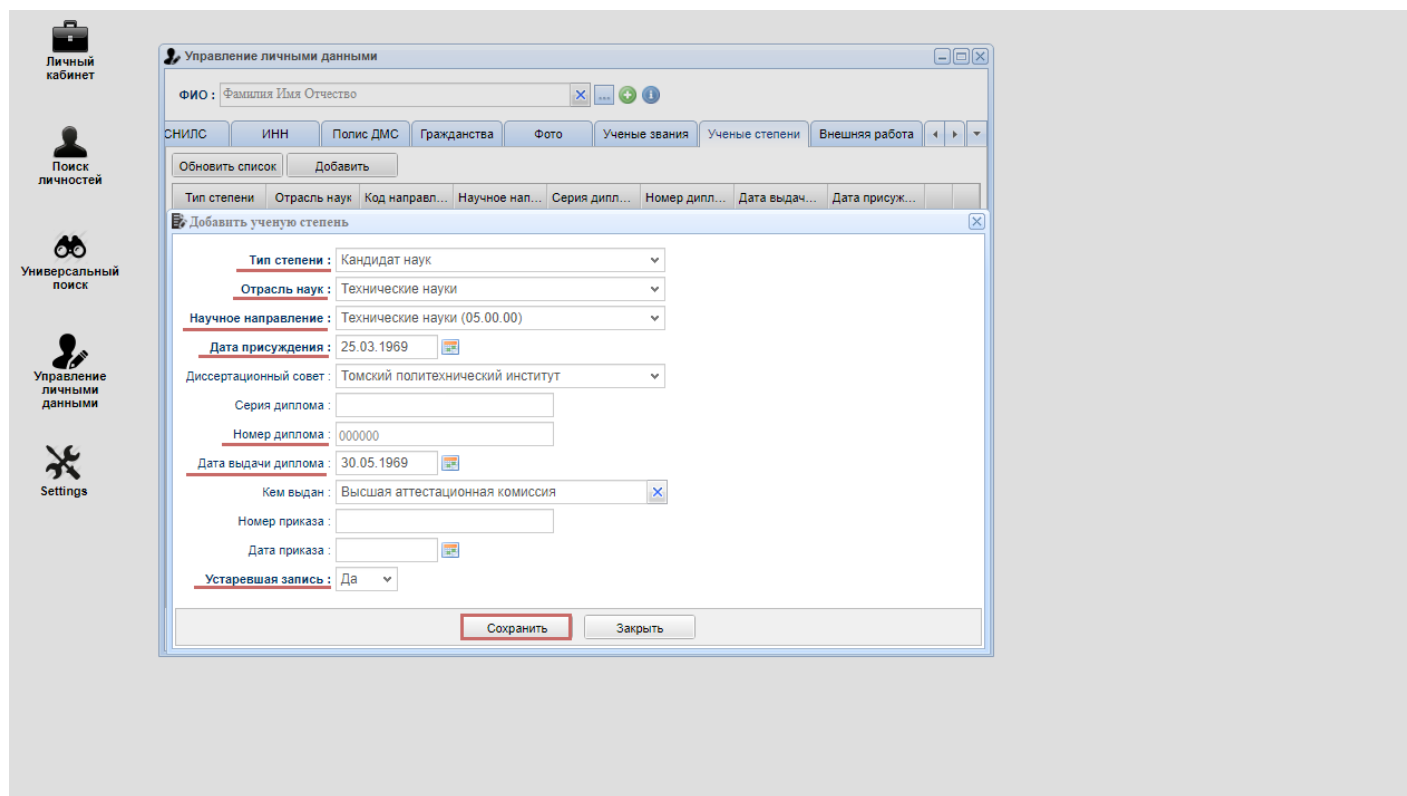 Личный
кабинет
Поиск
личностей
Универсальный
поиск
Управление
личными
данными
Settings
Управление личными данными
ФИО : Фамилия Имя Отчество ...
СНИЛС ИНН Полис ДМС Гражданства Фото Ученые звания Ученые степени Внешняя работа
Обновить список Добавить
Тип степени Отрасль наук Код направл... Научное нап... Серия дипл... Номер дипл... Дата выдач... Дата присуж...
Добавить ученую степень
Тип степени : Кандидат наук
Отрасль наук : Технические науки
Научное направление : Технические науки (05.00.00)
Дата присуждения : 25.03.1969
Диссертационный совет : Томский политехнический институт
Серия диплома :
Номер диплома : 000000
Дата выдачи диплома : 30.05.1969
Кем выдан : Высшая аттестационная комиссия
Номер приказа :
Дата приказа :
Устаревшая запись : Да
Сохранить Закрыть